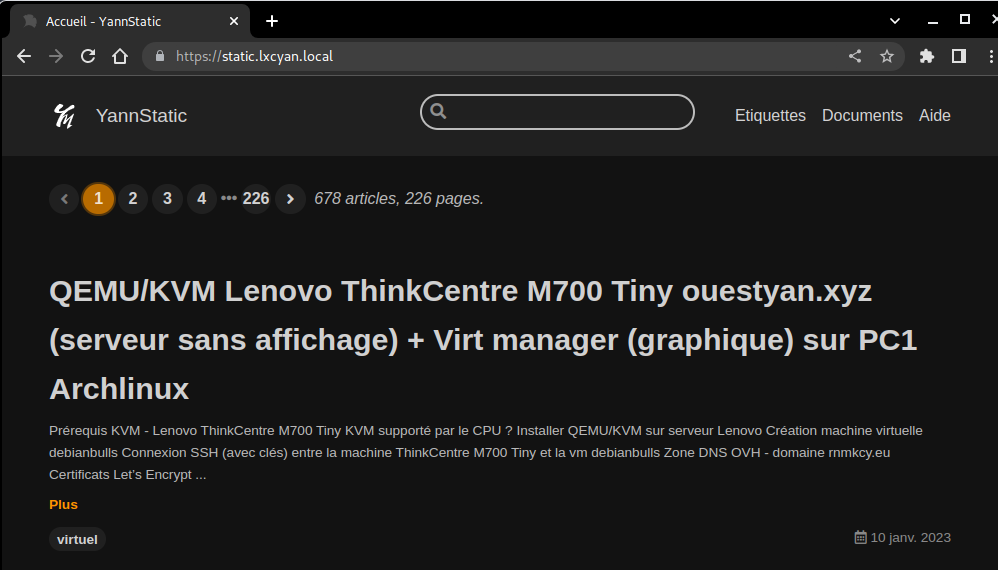 Accueil - YannStatic
https://static.lxcyan.local
YannStatic
Etiquettes Documents Aide
1 2 3 4 ••• 226 678 articles, 226 pages.
QEMU/KVM Lenovo ThinkCentre M700 Tiny ouestyan.xyz
(serveur sans affichage) + Virt manager (graphique) sur PC1
Archlinux
Prérequis KVM - Lenovo ThinkCentre M700 Tiny KVM supporté par le CPU ? Installer QEMU/KVM sur serveur Lenovo Création machine virtuelle
debianbulls Connexion SSH (avec clés) entre la machine ThinkCentre M700 Tiny et la vm debianbulls Zone DNS OVH - domaine rnmkcy.eu
Certificats Let’s Encrypt ...
Plus
virtuel 10 janv. 2023